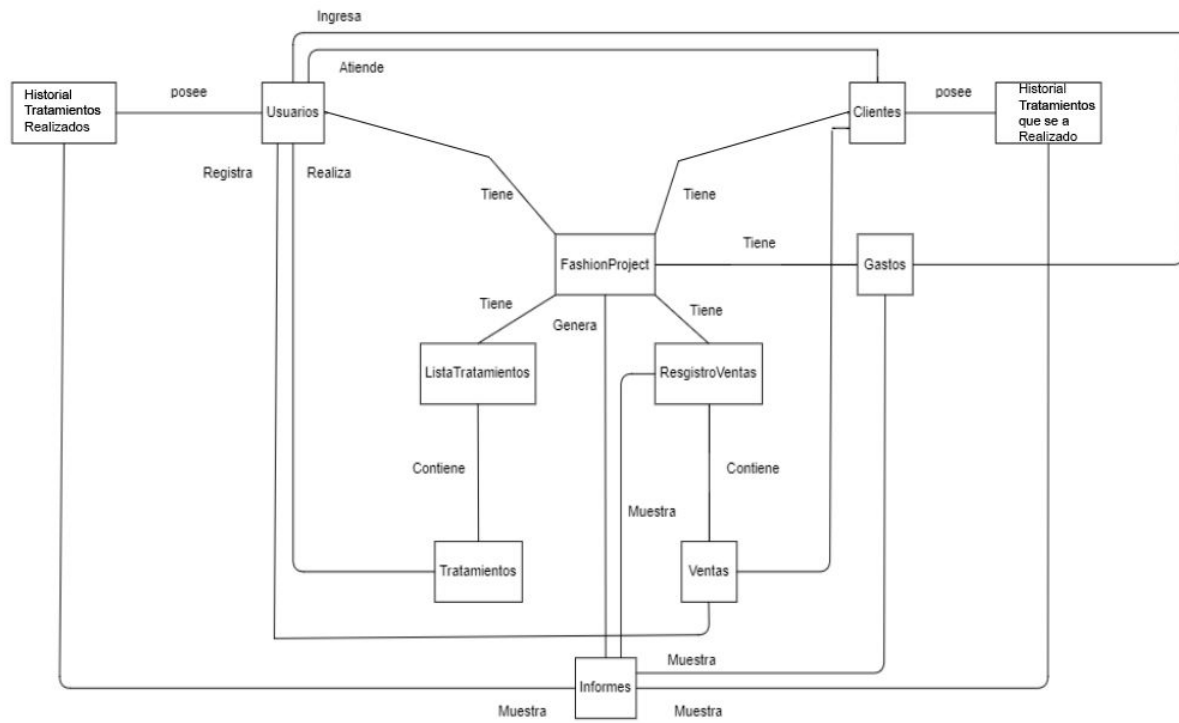 Ingresa
Atiende
Historial
Tratamientos
Realizados
posee
Usuarios
Clientes
posee
Historial
Tratamientos
que se a
Realizado
Registra
Realiza
Tiene
Tiene
Tiene
FashionProject
Gastos
Tiene
Genera
Tiene
ListaTratamientos
ResgistroVentas
Contiene
Contiene
Muestra
Tratamientos
Ventas
Muestra
Informes
Muestra
Muestra